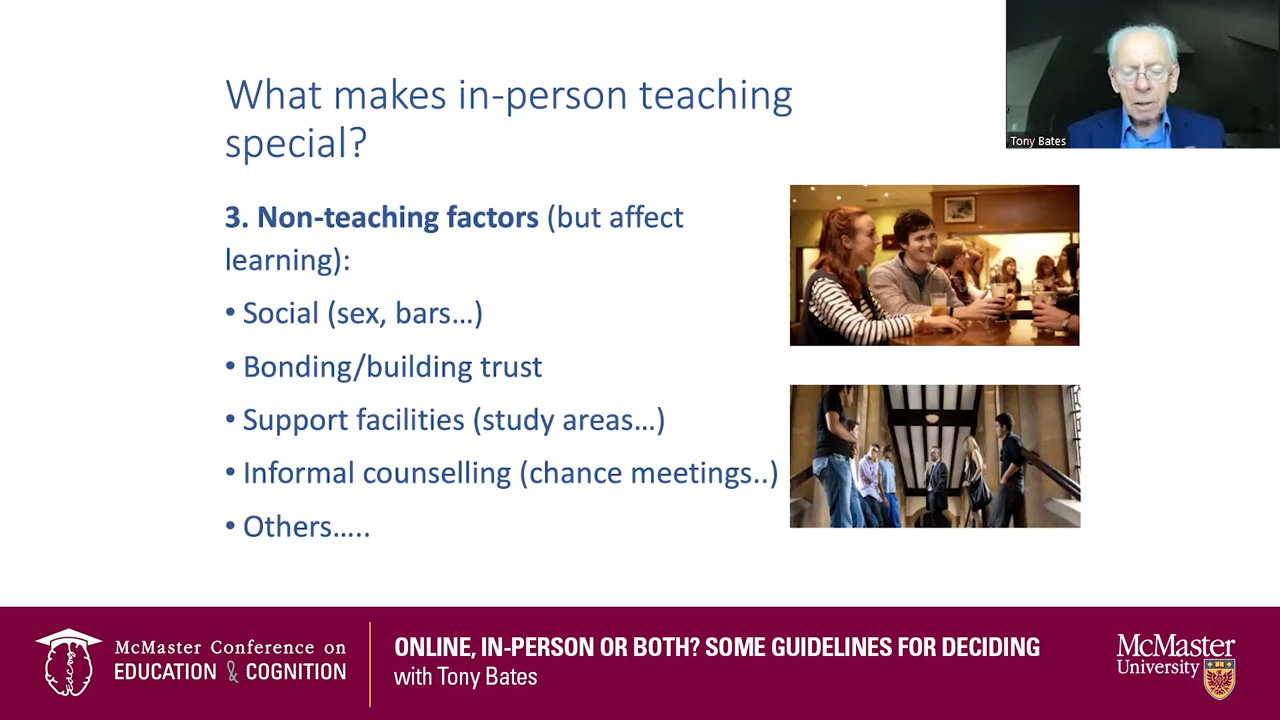 What makes in-person teaching
special?
Tony Bates
3. Non-teaching factors (but affect
learning):
• Social (sex, bars…)
• Bonding/building trust
• Support facilities (study areas…)
• Informal counselling (chance meetings..)
• Others…..
McMaster Conference on
EDUCATION & COGNITION
ONLINE, IN-PERSON OR BOTH? SOME GUIDELINES FOR DECIDING
with Tony Bates
McMaster
University